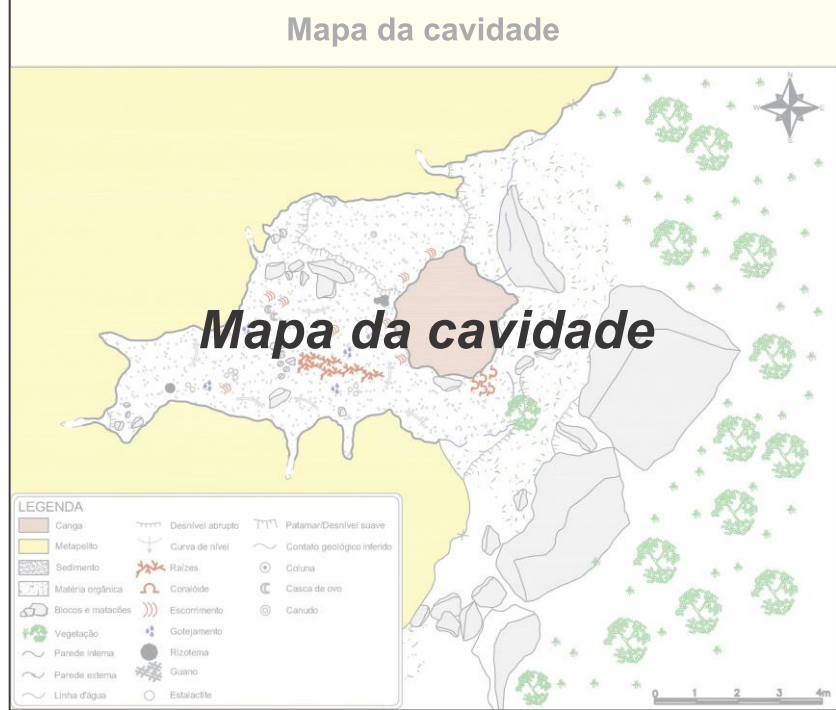 Mapa da cavidade
N
W E
S
Mapa da cavidade
LEGENDA
Canga
Metapelito
Sedimento
Matéria orgânica
Blocos e matacões
Vegetação
Parede interna
Parede externa
Linha d'água
Desnível abrupto
Curva de nível
Raízes
Coralóide
Escorrimento
Gotejamento
Rizotema
Guano
Estalactite
Patamar/Desnível suave
Contato geológico inferido
Coluna
Casca de ovo
Canudo
0 1 2 3 4m